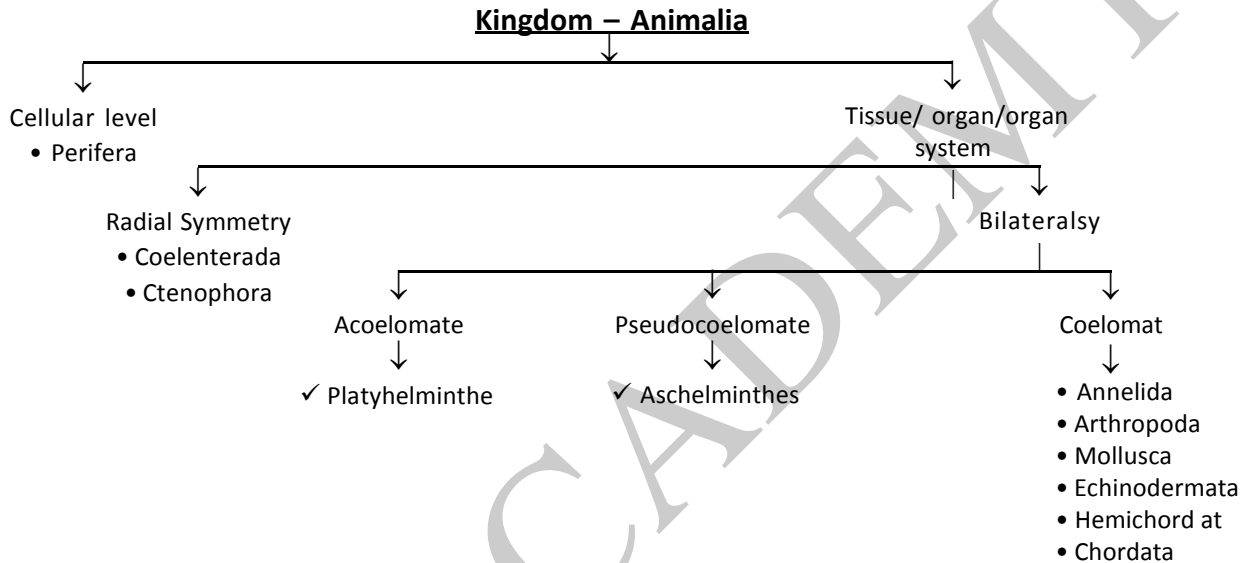 Kingdom – Animalia
Cellular level
• Perifera
Tissue/ organ/organ
system
Radial Symmetry
• Coelenterada
• Ctenophora
Bilateralsy
Acoelomate
✓ Platyhelminthe
Pseudocoelomate
✓ Aschelminthes
Coelomat
• Annelida
• Arthropoda
• Mollusca
• Echinodermata
• Hemichord at
• Chordata
CADEMY